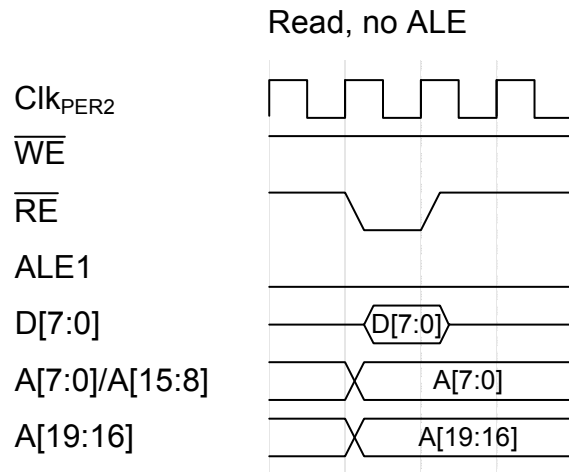 Read, no ALE
ClkPER2
WE
RE
ALE1
D[7:0] D[7:0]
A[7:0]/A[15:8] A[7:0]
A[19:16] A[19:16]